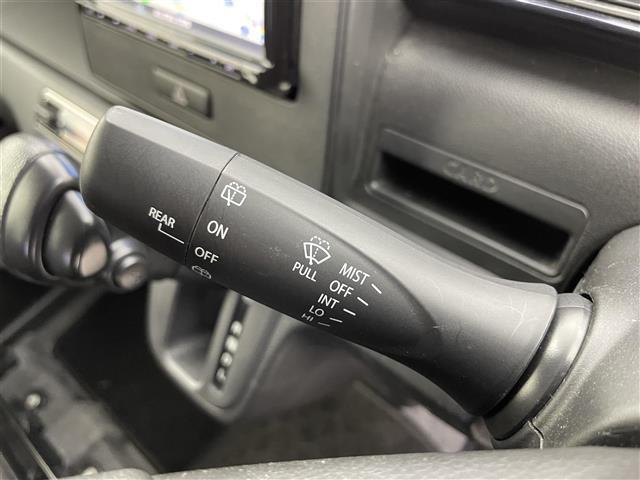 CARD
REAR
ON
OFF
PULL
MIST
OFF
INT
LO
HI